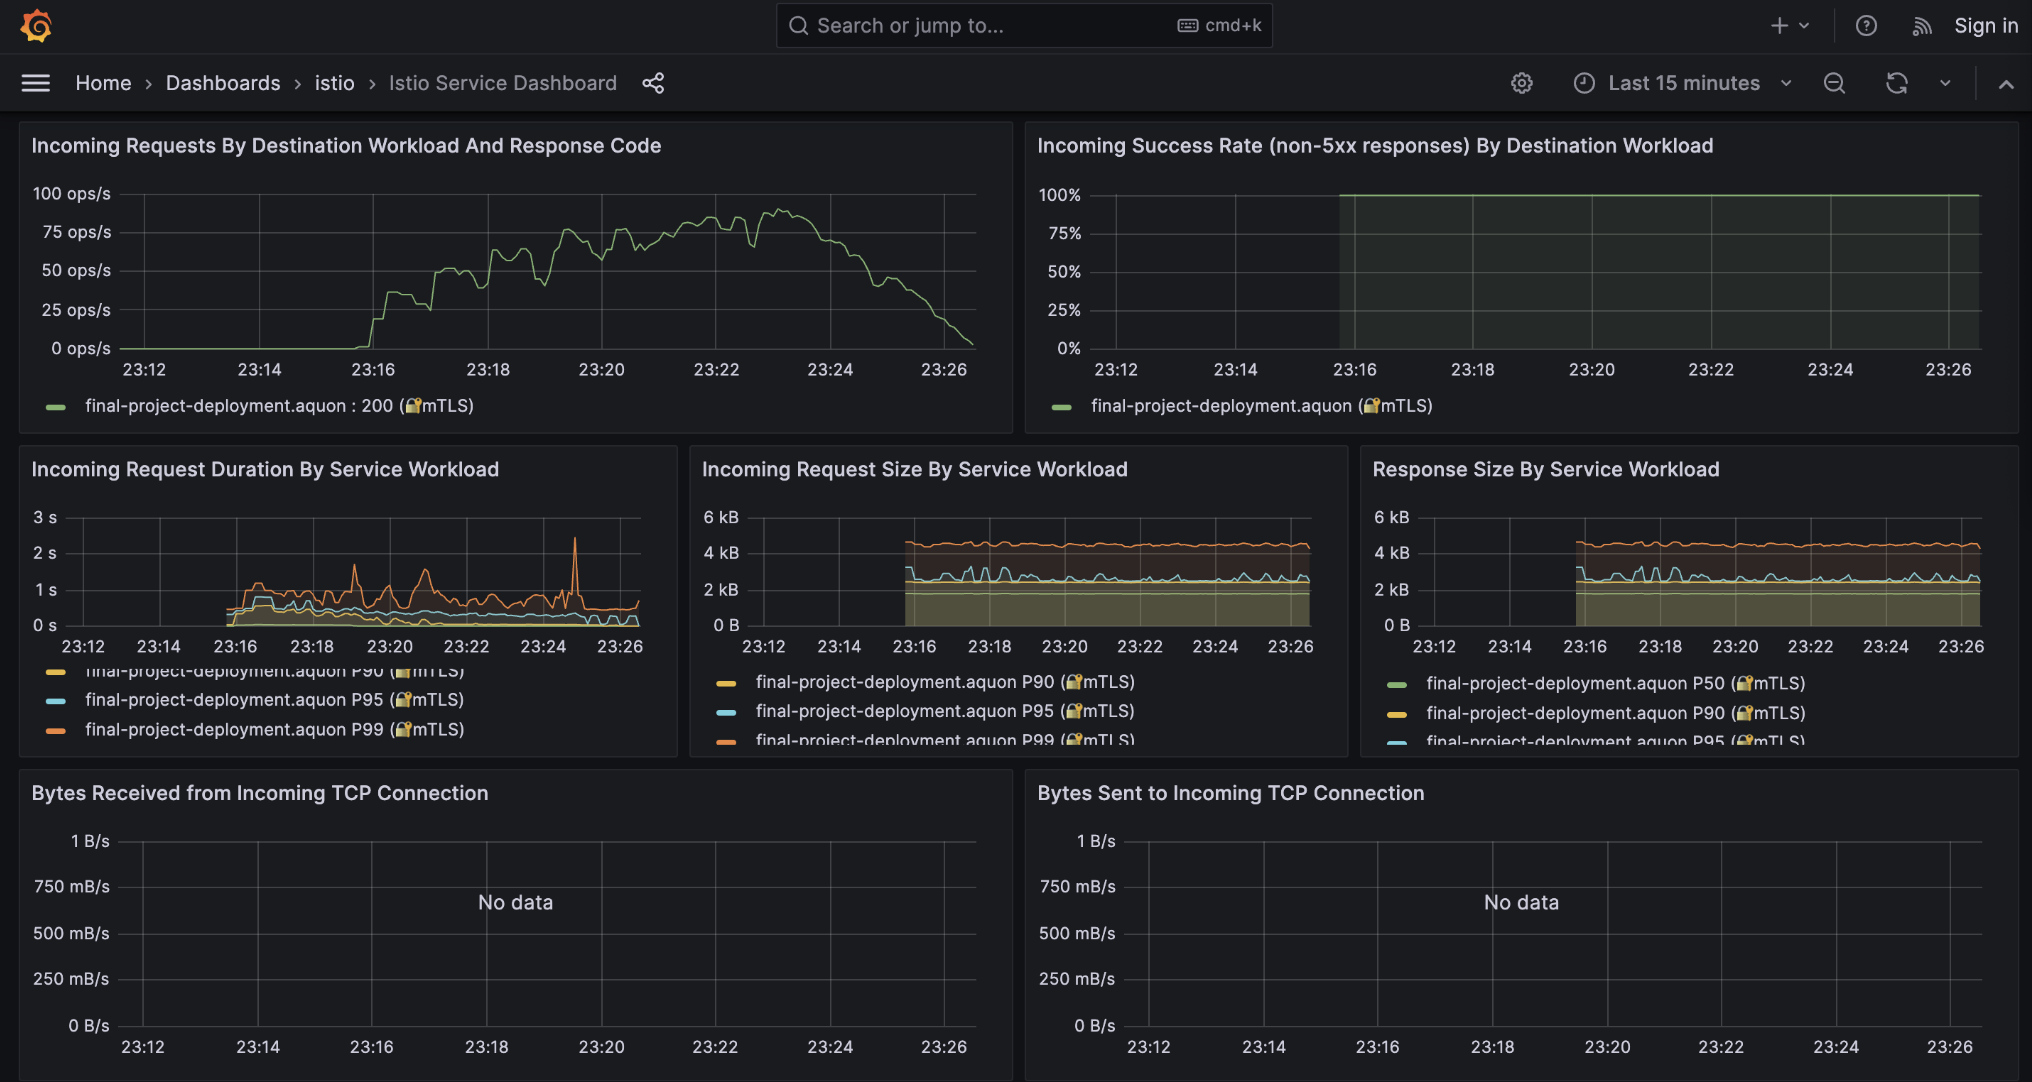 Search or jump to... cmd+k Sign in
Home › Dashboards › istio › Istio Service Dashboard Last 15 minutes
Incoming Requests By Destination Workload And Response Code
100 ops/s
75 ops/s
50 ops/s
25 ops/s
0 ops/s
23:12 23:14 23:16 23:18 23:20 23:22 23:24 23:26
final-project-deployment.aquon : 200 (🔐mTLS)
Incoming Success Rate (non-5xx responses) By Destination Workload
100%
75%
50%
25%
0%
23:12 23:14 23:16 23:18 23:20 23:22 23:24 23:26
final-project-deployment.aquon (🔐mTLS)
Incoming Request Duration By Service Workload
3 s
2 s
1 s
0 s
23:12 23:14 23:16 23:18 23:20 23:22 23:24 23:26
final-project-deployment.aquon P90 (🔐mTLS)
final-project-deployment.aquon P95 (🔐mTLS)
final-project-deployment.aquon P99 (🔐mTLS)
Incoming Request Size By Service Workload
6 kB
4 kB
2 kB
0 B
23:12 23:14 23:16 23:18 23:20 23:22 23:24 23:26
final-project-deployment.aquon P90 (🔐mTLS)
final-project-deployment.aquon P95 (🔐mTLS)
final-project-deployment.aquon P99 (🔐mTLS)
Response Size By Service Workload
6 kB
4 kB
2 kB
0 B
23:12 23:14 23:16 23:18 23:20 23:22 23:24 23:26
final-project-deployment.aquon P50 (🔐mTLS)
final-project-deployment.aquon P90 (🔐mTLS)
final-project-deployment.aquon P95 (🔐mTLS)
Bytes Received from Incoming TCP Connection
1 B/s
750 mB/s
No data
500 mB/s
250 mB/s
0 B/s
23:12 23:14 23:16 23:18 23:20 23:22 23:24 23:26
Bytes Sent to Incoming TCP Connection
1 B/s
750 mB/s
No data
500 mB/s
250 mB/s
0 B/s
23:12 23:14 23:16 23:18 23:20 23:22 23:24 23:26